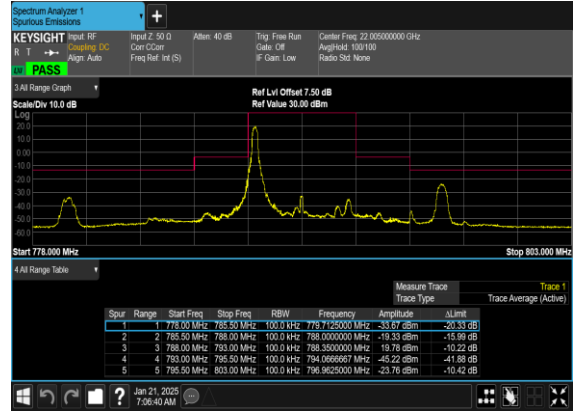 Spectrum Analyzer 1
Spurious Emissions
KEYSIGHT Input: RF Input Z: 50 Ω Atten: 40 dB Trig: Free Run Center Freq: 22.005000000 GHz
R T Coupling: DC Corr CCorr Gate: Off Avg|Hold: 100/100
Align: Auto Freq Ref: Int (S) IF Gain: Low Radio Std: None
PASS
3 All Range Graph
Ref Lvl Offset 7.50 dB
Scale/Div 10.0 dB Ref Value 30.00 dBm
Log
20.0
10.0
0.00
-10.0
-20.0
-30.0
-40.0
-50.0
-60.0
Start 778.000 MHz Stop 803.000 MHz
4 All Range Table
Measure Trace Trace 1
Trace Type Trace Average (Active)
Spur Range Start Freq Stop Freq RBW Frequency Amplitude ΔLimit
1 1 778.00 MHz 785.50 MHz 100.0 kHz 779.7125000 MHz -33.67 dBm -20.33 dB
2 2 785.50 MHz 788.00 MHz 100.0 kHz 788.0000000 MHz -19.33 dBm -15.99 dB
3 3 788.00 MHz 793.00 MHz 100.0 kHz 788.3500000 MHz 19.78 dBm -10.22 dB
4 4 793.00 MHz 795.50 MHz 100.0 kHz 794.0666667 MHz -45.22 dBm -41.88 dB
5 5 795.50 MHz 803.00 MHz 100.0 kHz 796.9625000 MHz -23.76 dBm -10.42 dB
Jan 21, 2025
7:06:40 AM